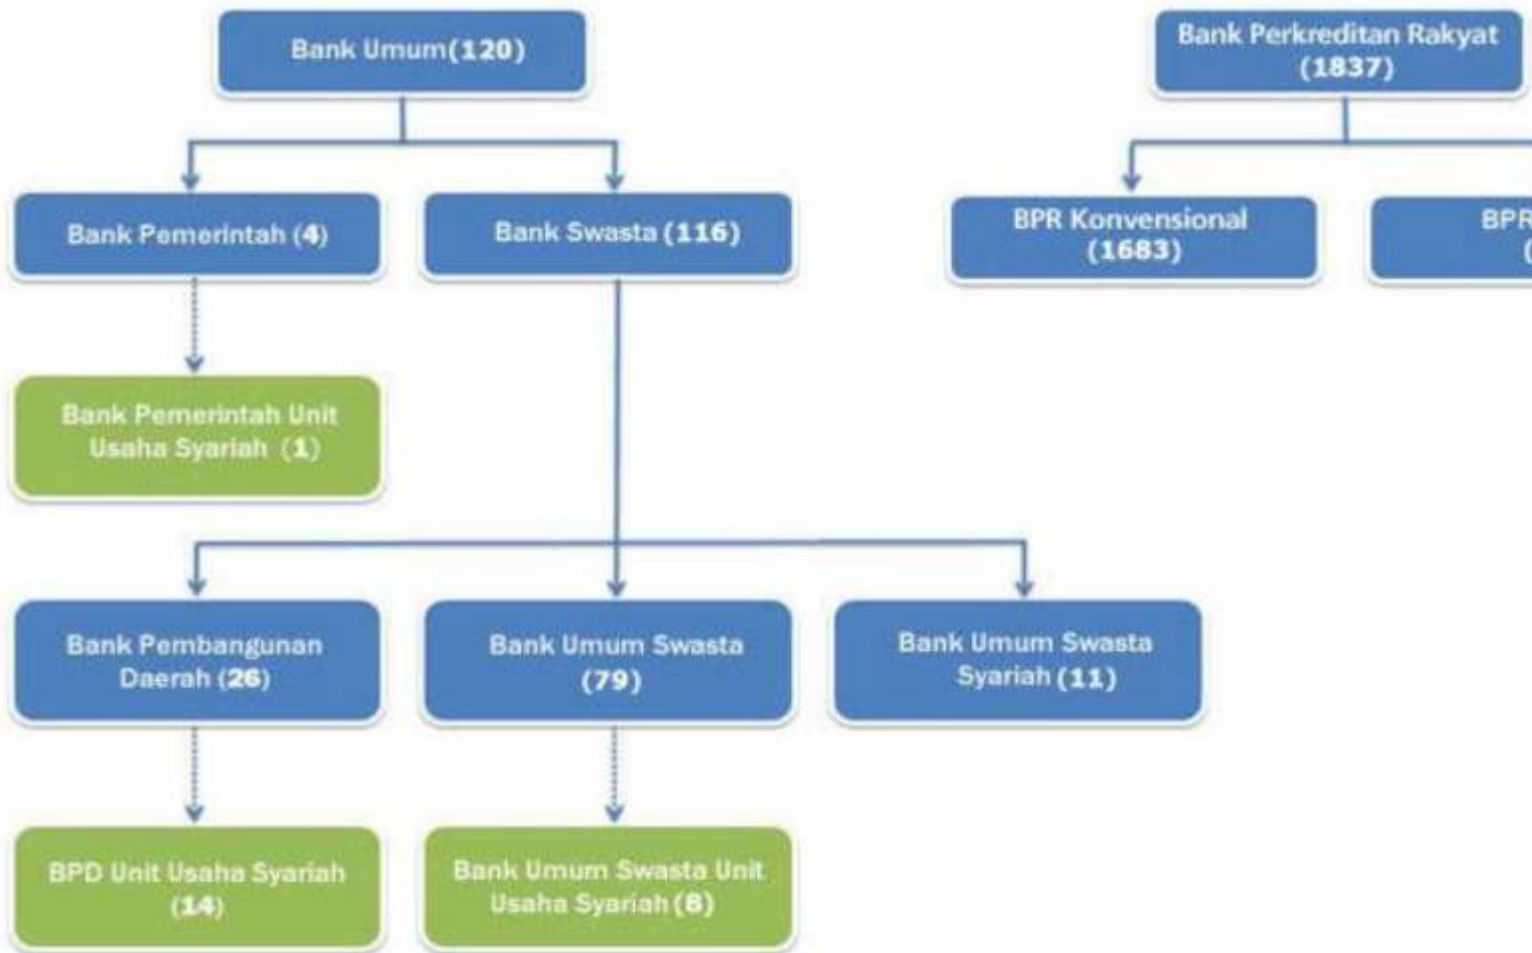 Bank Umum (120)
Bank Perkreditan Rakyat
(1837)
Bank Pemerintah (4)
Bank Swasta (116)
BPR Konvensional
(1683)
BPR
(
Bank Pemerintah Unit
Usaha Syariah (1)
Bank Pembangunan
Daerah (26)
Bank Umum Swasta
(79)
Bank Umum Swasta
Syariah (11)
BPD Unit Usaha Syariah
(14)
Bank Umum Swasta Unit
Usaha Syariah (8)